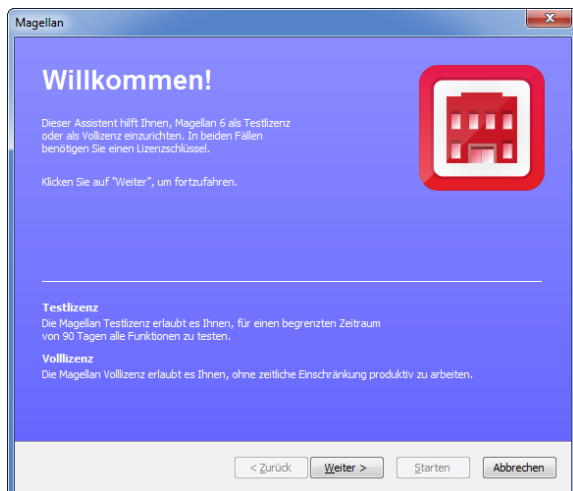 Magellan
Willkommen!
Dieser Assistent hilft Ihnen, Magellan 6 als Testlizenz
oder als Vollizenz einzurichten. In beiden Fällen
benötigen Sie einen Lizenzschlüssel.
Klicken Sie auf "Weiter", um fortzufahren.
Testlizenz
Die Magellan Testlizenz erlaubt es Ihnen, für einen begrenzten Zeitraum
von 90 Tagen alle Funktionen zu testen.
Volllizenz
Die Magellan Volllizenz erlaubt es Ihnen, ohne zeitliche Einschränkung produktiv zu arbeiten.
< Zurück Weiter > Starten Abbrechen